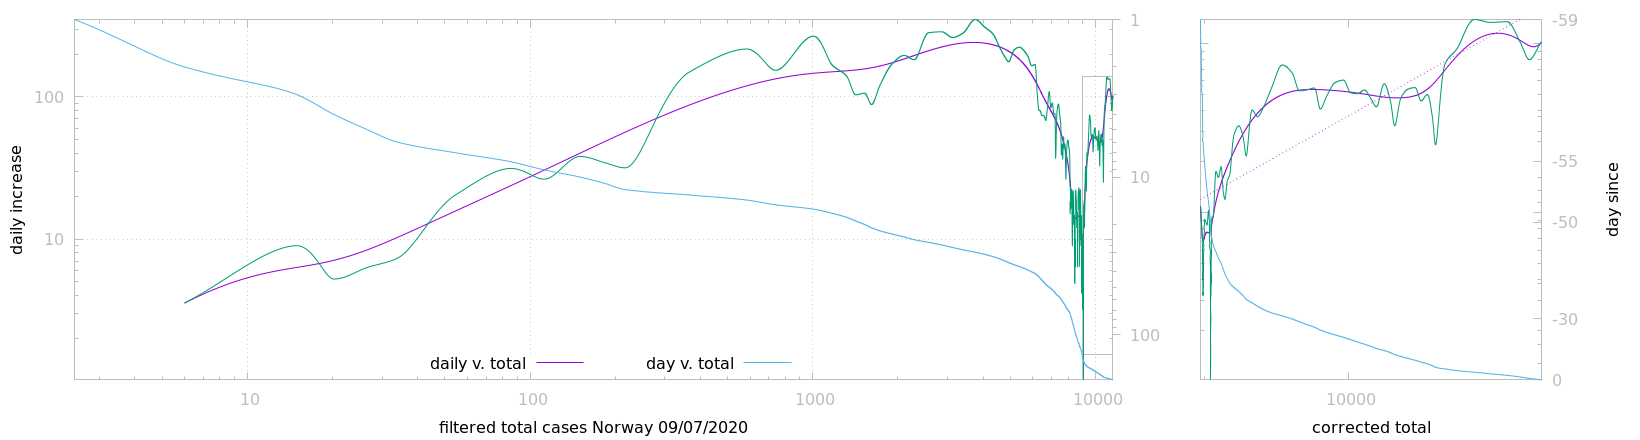 daily increase
100
10
daily v. total
day v. total
10
100
1000
10000
filtered total cases Norway 09/07/2020
1
10
100
10000
corrected total
-59
-55
-50
-30
0
day since